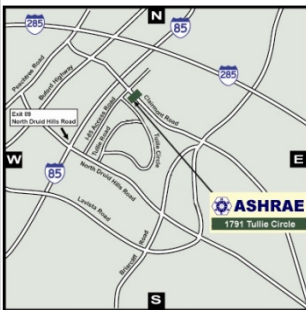 N
285
85
285
Peachtree Road
Buford Highway
I-85 Access Road
Clairmont Road
Exit 89
North Druid Hills Road
Tullie Road
Tullie Circle
W
E
85
North Druid Hills Road
Lavista Road
ASHRAE
1791 Tullie Circle
Briarcliff Road
S